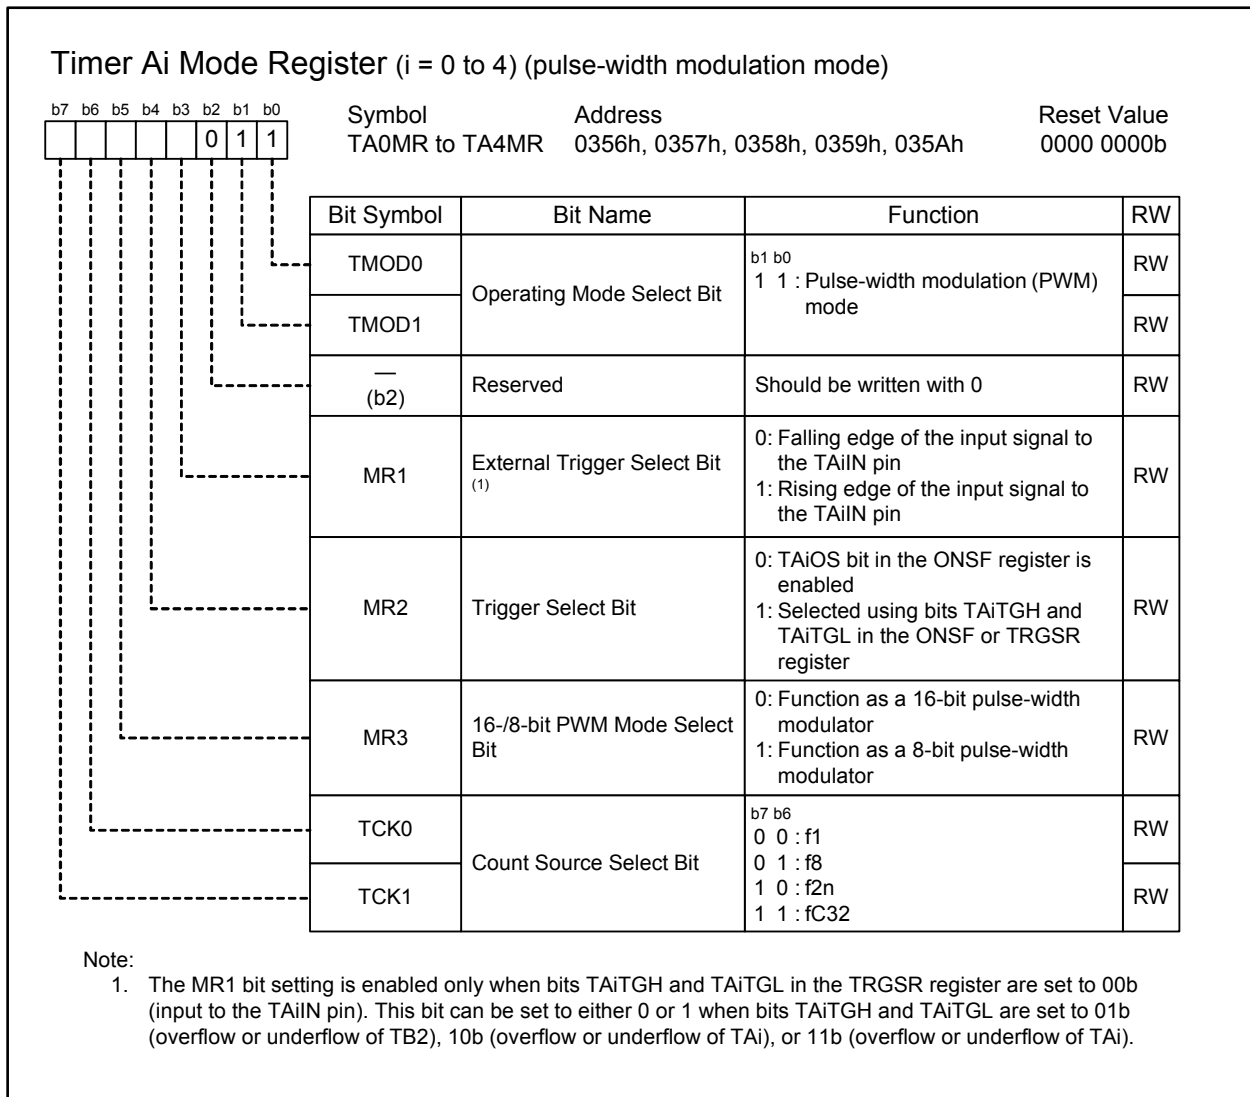 Timer Ai Mode Register (i = 0 to 4) (pulse-width modulation mode)
b7 b6 b5 b4 b3 b2 b1 b0
0 1 1
Symbol Address Reset Value
TA0MR to TA4MR 0356h, 0357h, 0358h, 0359h, 035Ah 0000 0000b
Bit Symbol Bit Name Function RW
TMOD0
TMOD1
Operating Mode Select Bit
b1 b0
1 1 : Pulse-width modulation (PWM)
mode
RW
RW
—
(b2)
Reserved
Should be written with 0
RW
MR1
External Trigger Select Bit
(1)
0: Falling edge of the input signal to
the TAiIN pin
1: Rising edge of the input signal to
the TAiIN pin
RW
MR2
Trigger Select Bit
0: TAiOS bit in the ONSF register is
enabled
1: Selected using bits TAiTGH and
TAiTGL in the ONSF or TRGSR
register
RW
MR3
16-/8-bit PWM Mode Select
Bit
0: Function as a 16-bit pulse-width
modulator
1: Function as a 8-bit pulse-width
modulator
RW
TCK0
TCK1
Count Source Select Bit
b7 b6
0 0 : f1
0 1 : f8
1 0 : f2n
1 1 : fC32
RW
RW
Note:
1. The MR1 bit setting is enabled only when bits TAiTGH and TAiTGL in the TRGSR register are set to 00b
(input to the TAiIN pin). This bit can be set to either 0 or 1 when bits TAiTGH and TAiTGL are set to 01b
(overflow or underflow of TB2), 10b (overflow or underflow of TAi), or 11b (overflow or underflow of TAi).